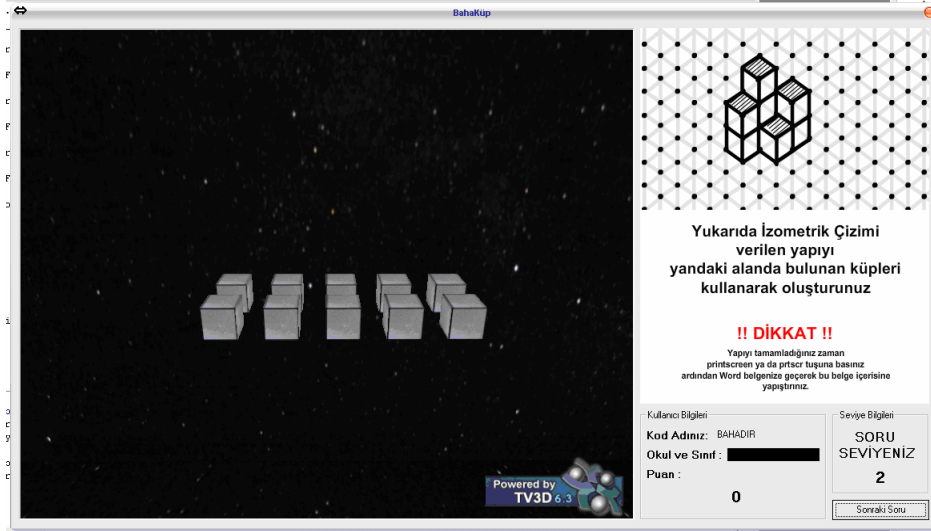 BahaKüp
Yukarıda İzometrik Çizimi
verilen yapıyı
yandaki alanda bulunan küpleri
kullanarak oluşturunuz
!! DİKKAT !!
Yapıyı tamamladığınız zaman
printscreen ya da prtscr tuşuna basınız
ardından Word belgenize geçerek bu belge içerisine
yapıştırınız.
Kullanıcı Bilgileri
Kod Adınız: BAHADIR
Okul ve Sınıf :
Puan :
0
Seviye Bilgileri
SORU
SEVİYENİZ
2
Sonraki Soru
Powered by
TV3D 6.3